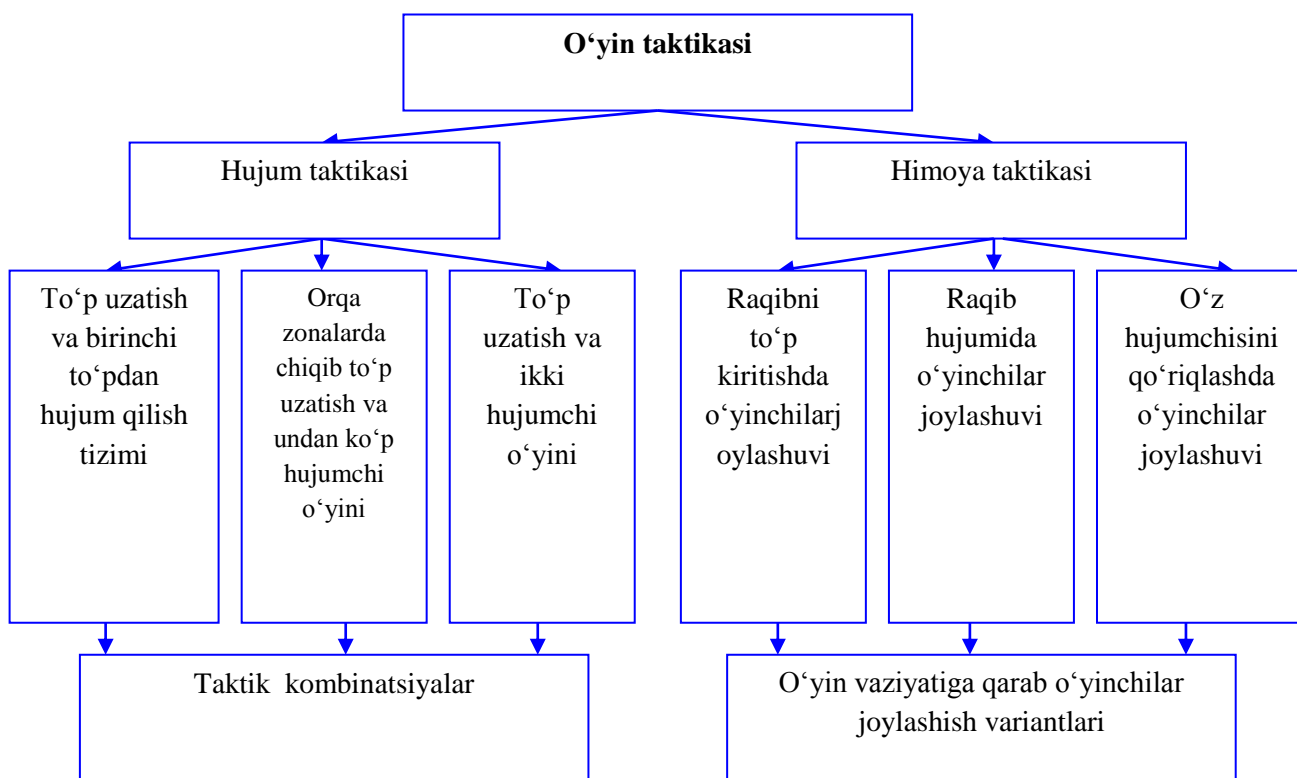 O‘yin taktikasi
Hujum taktikasi
Himoya taktikasi
To‘p uzatish
va birinchi
to‘pdan
hujum qilish
tizimi
Orqa
zonalarda
chiqib to‘p
uzatish va
undan ko‘p
hujumchi
o‘yini
To‘p
uzatish va
ikki
hujumchi
o‘yini
Raqibni
to‘p
kiritishda
o‘yinchilarj
oylashuvi
Raqib
hujumida
o‘yinchilar
joylashuvi
O‘z
hujumchisini
qo‘riqlashda
o‘yinchilar
joylashuvi
Taktik kombinatsiyalar
O‘yin vaziyatiga qarab o‘yinchilar
joylashish variantlari